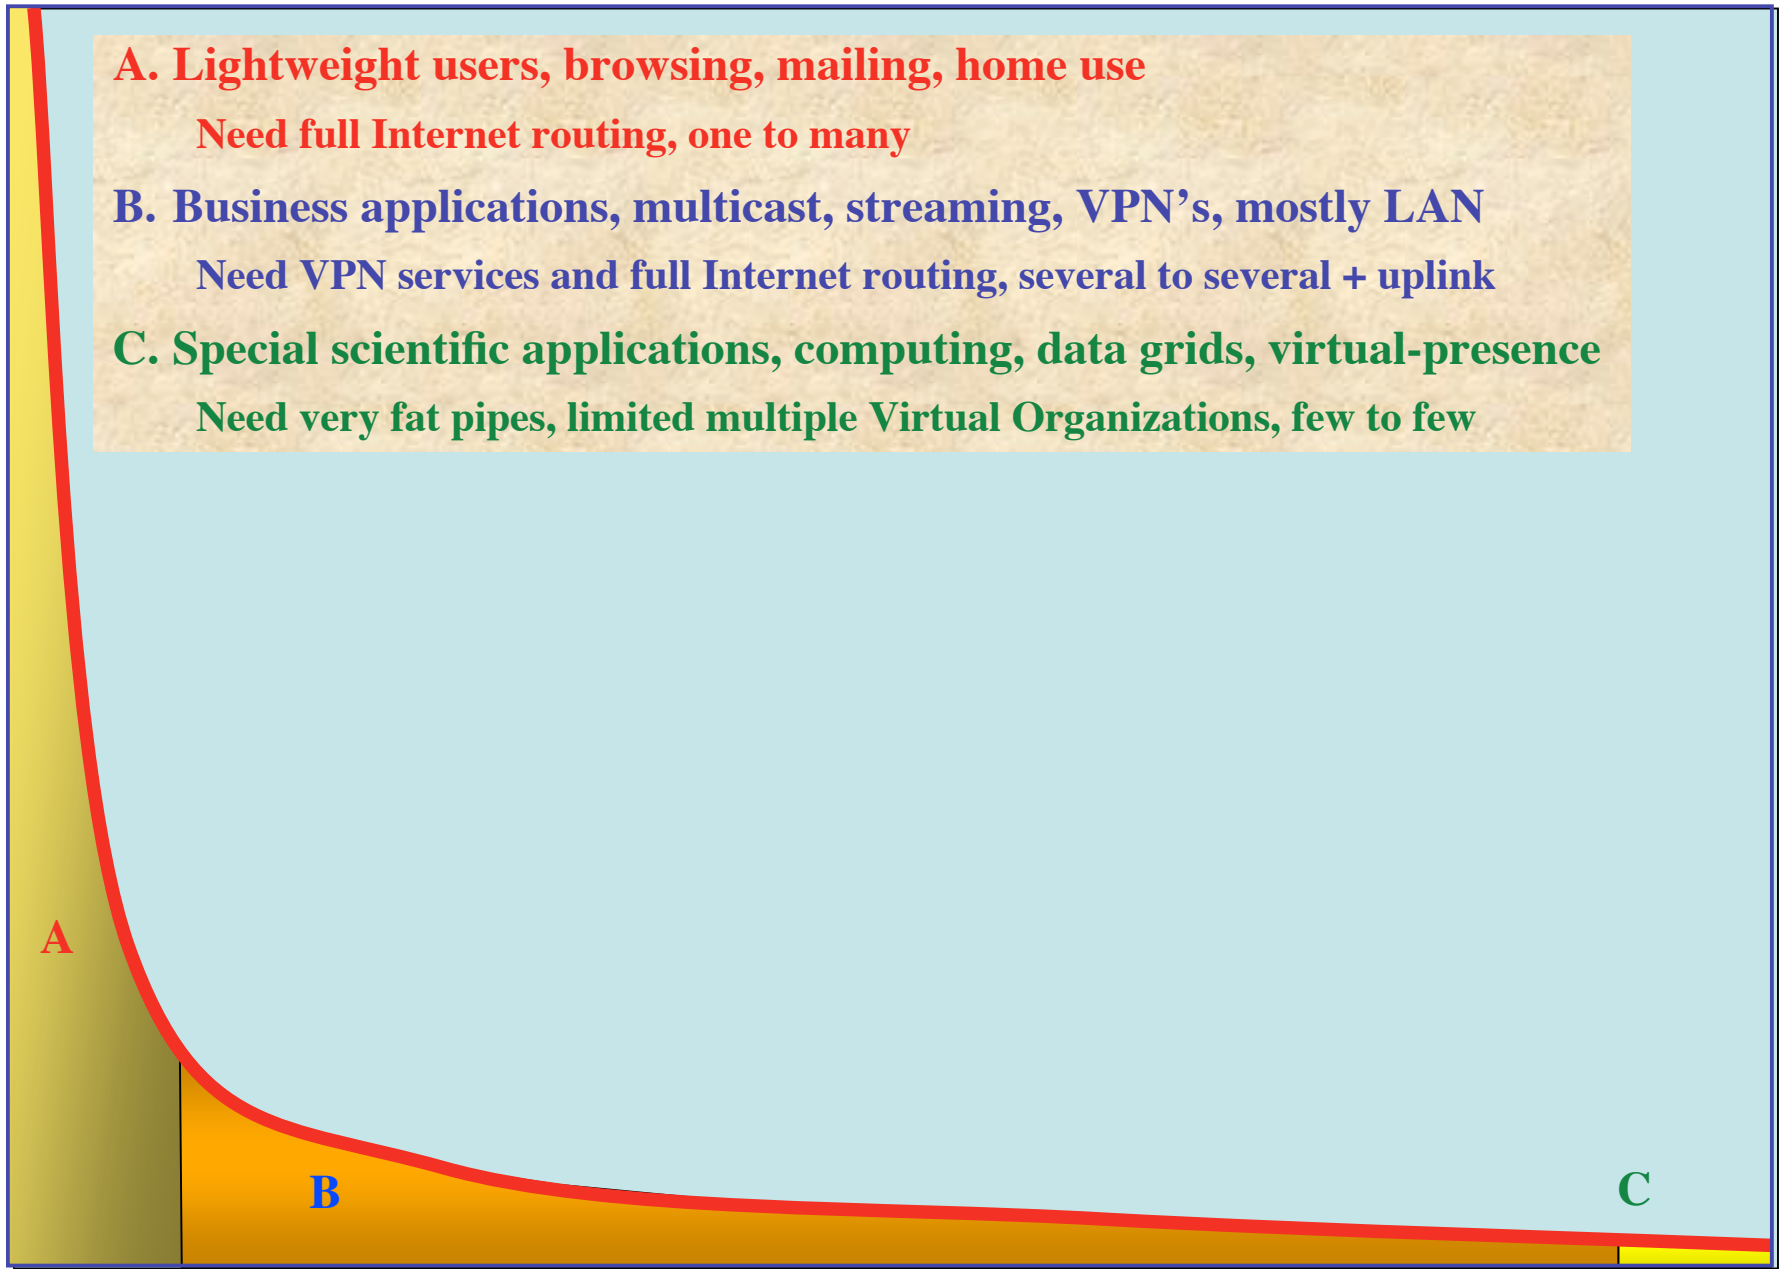 A. Lightweight users, browsing, mailing, home use
Need full Internet routing, one to many
B. Business applications, multicast, streaming, VPN’s, mostly LAN
Need VPN services and full Internet routing, several to several + uplink
C. Special scientific applications, computing, data grids, virtual-presence
Need very fat pipes, limited multiple Virtual Organizations, few to few
A
B
C